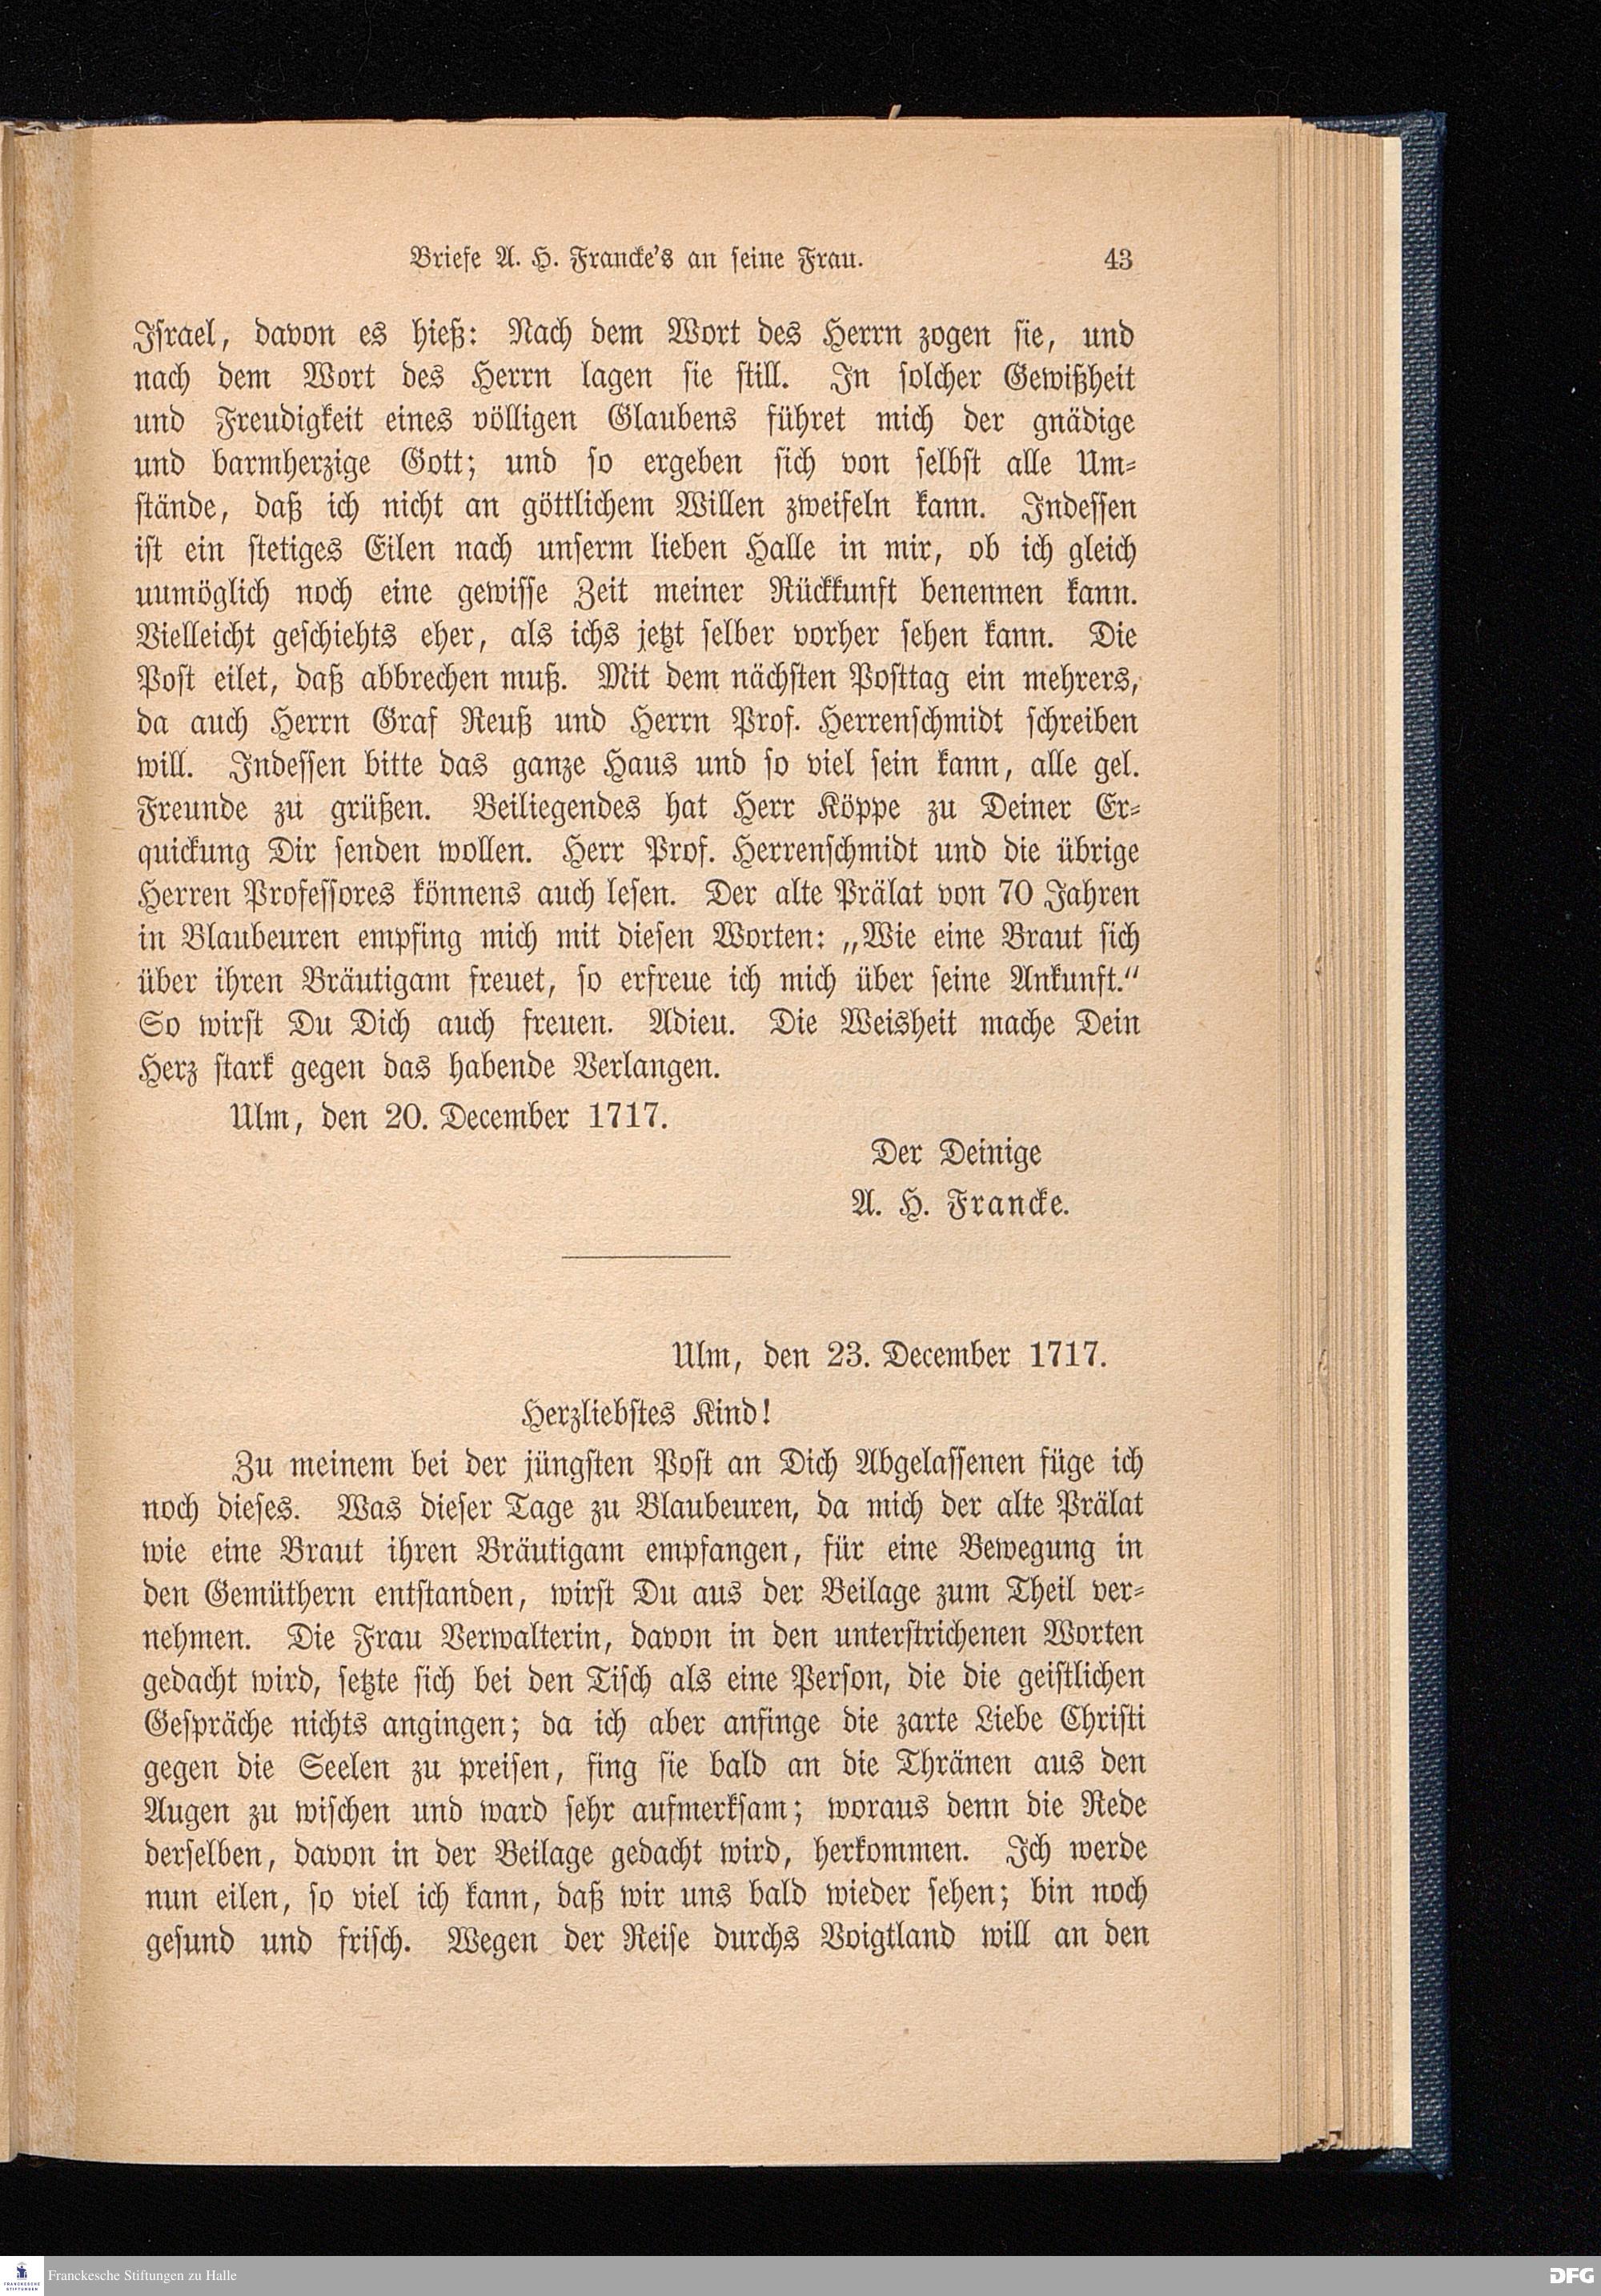 Briefe A. H. Francke's an seine Frau. 43
Israel, davon es hieß: Nach dem Wort des Herrn zogen sie, und
nach dem Wort des Herrn lagen sie still. In solcher Gewißheit
und Freudigkeit eines völligen Glaubens führet mich der gnädige
und barmherzige Gott; und so ergeben sich von selbst alle Um-
stände, daß ich nicht an göttlichem Willen zweifeln kann. Indessen
ist ein stetiges Eilen nach unserm lieben Halle in mir, ob ich gleich
unmöglich noch eine gewisse Zeit meiner Rückkunft benennen kann.
Vielleicht geschiehts eher, als ichs jetzt selber vorher sehen kann. Die
Post eilet, daß abbrechen muß. Mit dem nächsten Posttag ein mehrers,
da auch Herrn Graf Reuß und Herrn Prof. Herrenschmidt schreiben
will. Indessen bitte das ganze Haus und so viel sein kann, alle gel.
Freunde zu grüßen. Beiliegendes hat Herr Köppe zu Deiner Er-
quickung Dir senden wollen. Herr Prof. Herrenschmidt und die übrige
Herren Professores könnens auch lesen. Der alte Prälat von 70 Jahren
in Blaubeuren empfing mich mit diesen Worten: „Wie eine Braut sich
über ihren Bräutigam freuet, so erfreue ich mich über seine Ankunft.“
So wirst Du Dich auch freuen. Adieu. Die Weisheit mache Dein
Herz stark gegen das habende Verlangen.
Ulm, den 20. December 1717.
Der Deinige
A. H. Francke.
Ulm, den 23. December 1717.
Herzliebstes Kind!
Zu meinem bei der jüngsten Post an Dich Abgelassenen füge ich
noch dieses. Was dieser Tage zu Blaubeuren, da mich der alte Prälat
wie eine Braut ihren Bräutigam empfangen, für eine Bewegung in
den Gemüthern entstanden, wirst Du aus der Beilage zum Theil ver-
nehmen. Die Frau Verwalterin, davon in den unterstrichenen Worten
gedacht wird, setzte sich bei den Tisch als eine Person, die die geistlichen
Gespräche nichts angingen; da ich aber anfinge die zarte Liebe Christi
gegen die Seelen zu preisen, fing sie bald an die Thränen aus den
Augen zu wischen und ward sehr aufmerksam; woraus denn die Rede
derselben, davon in der Beilage gedacht wird, herkommen. Ich werde
nun eilen, so viel ich kann, daß wir uns bald wieder sehen; bin noch
gesund und frisch. Wegen der Reise durchs Voigtland will an den
FRANCKESCHE
STIFTUNGEN
Franckesche Stiftungen zu Halle
DFG